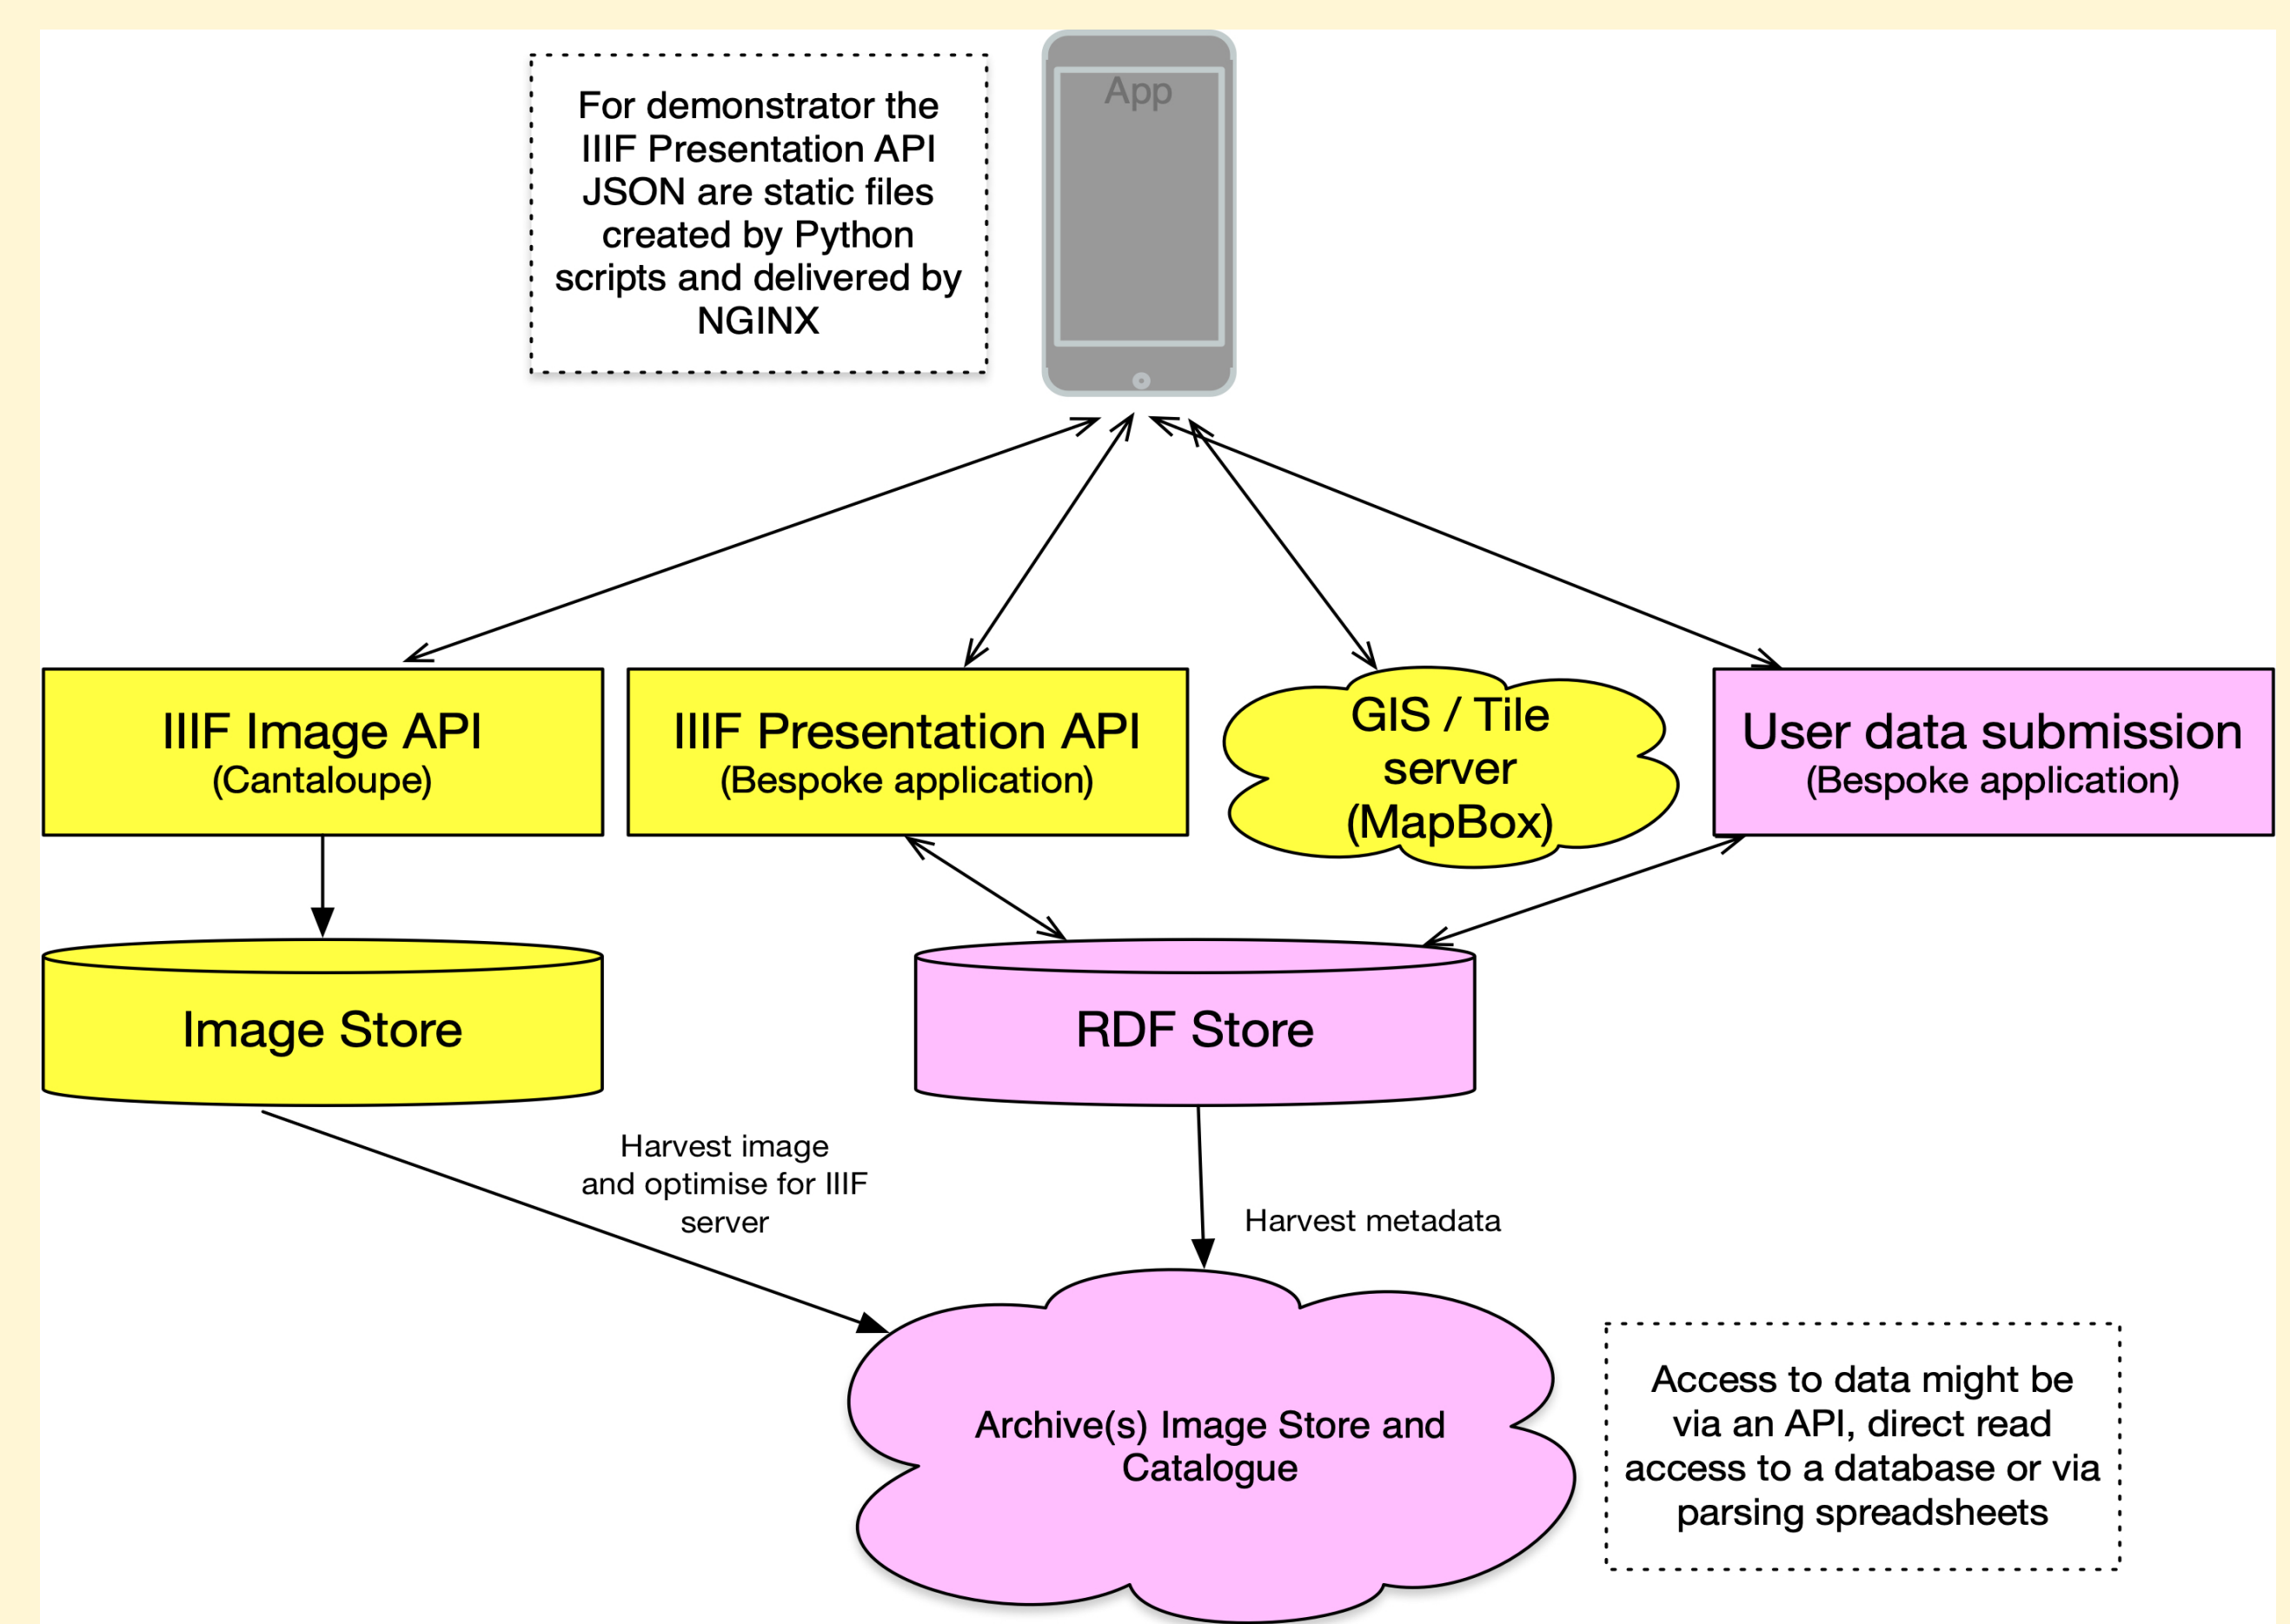 For demonstrator the
IIIF Presentation API
JSON are static files
created by Python
scripts and delivered by
NGINX
App
IIIF Image API
(Cantaloupe)
IIIF Presentation API
(Bespoke application)
GIS / Tile
server
(MapBox)
User data submission
(Bespoke application)
Image Store
RDF Store
Harvest image
and optimise for IIIF
server
Harvest metadata
Archive(s) Image Store and
Catalogue
Access to data might be
via an API, direct read
access to a database or via
parsing spreadsheets